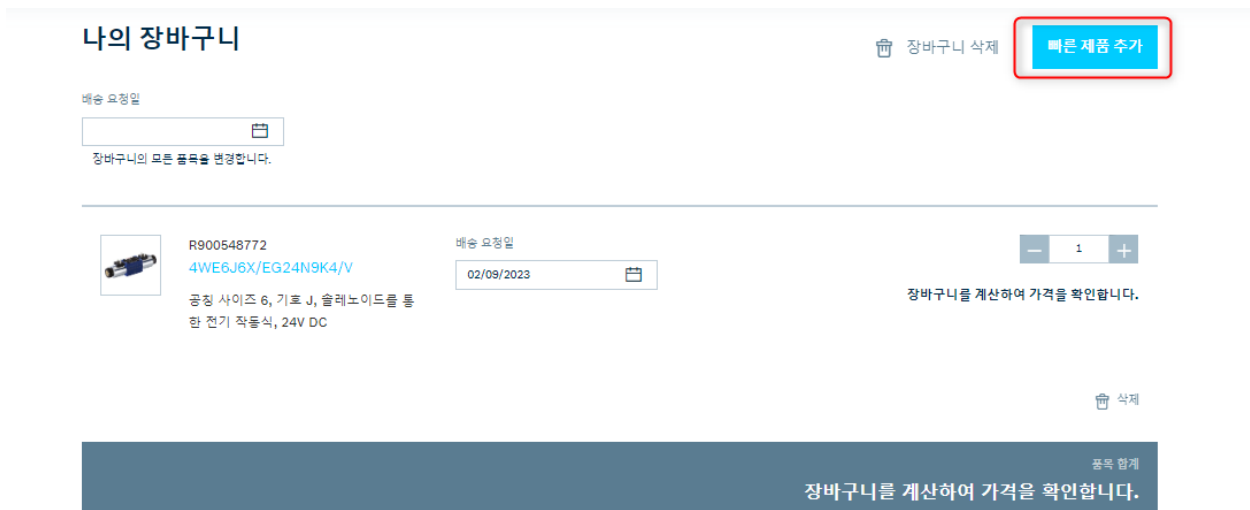 나의 장바구니
장바구니 삭제
빠른 제품 추가
배송 요청일
장바구니의 모든 품목을 변경합니다.
R900548772
4WE6J6X/EG24N9K4/V
공칭 사이즈 6, 기호 J, 솔레노이드를 통
한 전기 작동식, 24V DC
배송 요청일
02/09/2023
1
장바구니를 계산하여 가격을 확인합니다.
삭제
품목 합계
장바구니를 계산하여 가격을 확인합니다.